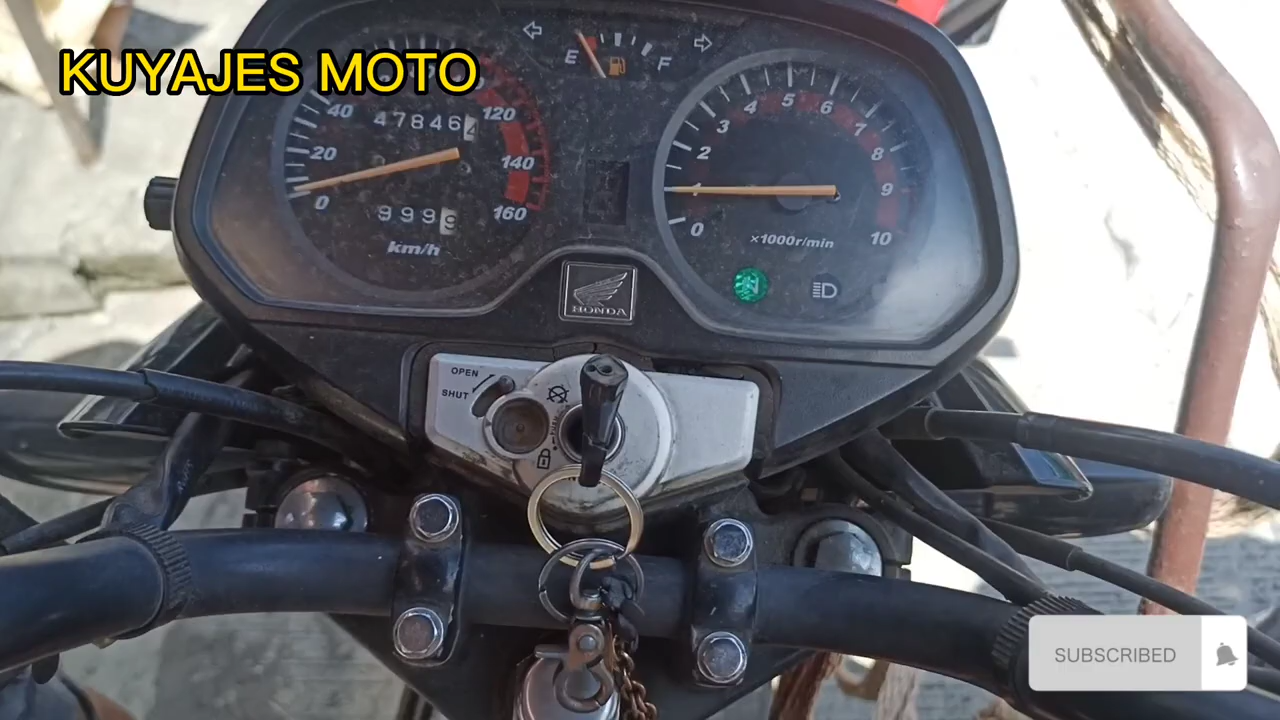 KUYAJES MOTO
E F
40 120
47846
20 140
0 160
9999
km/h
0 1 2 3 4 5 6 7 8 9 10
×1000r/min
HONDA
OPEN
SHUT
SUBSCRIBED